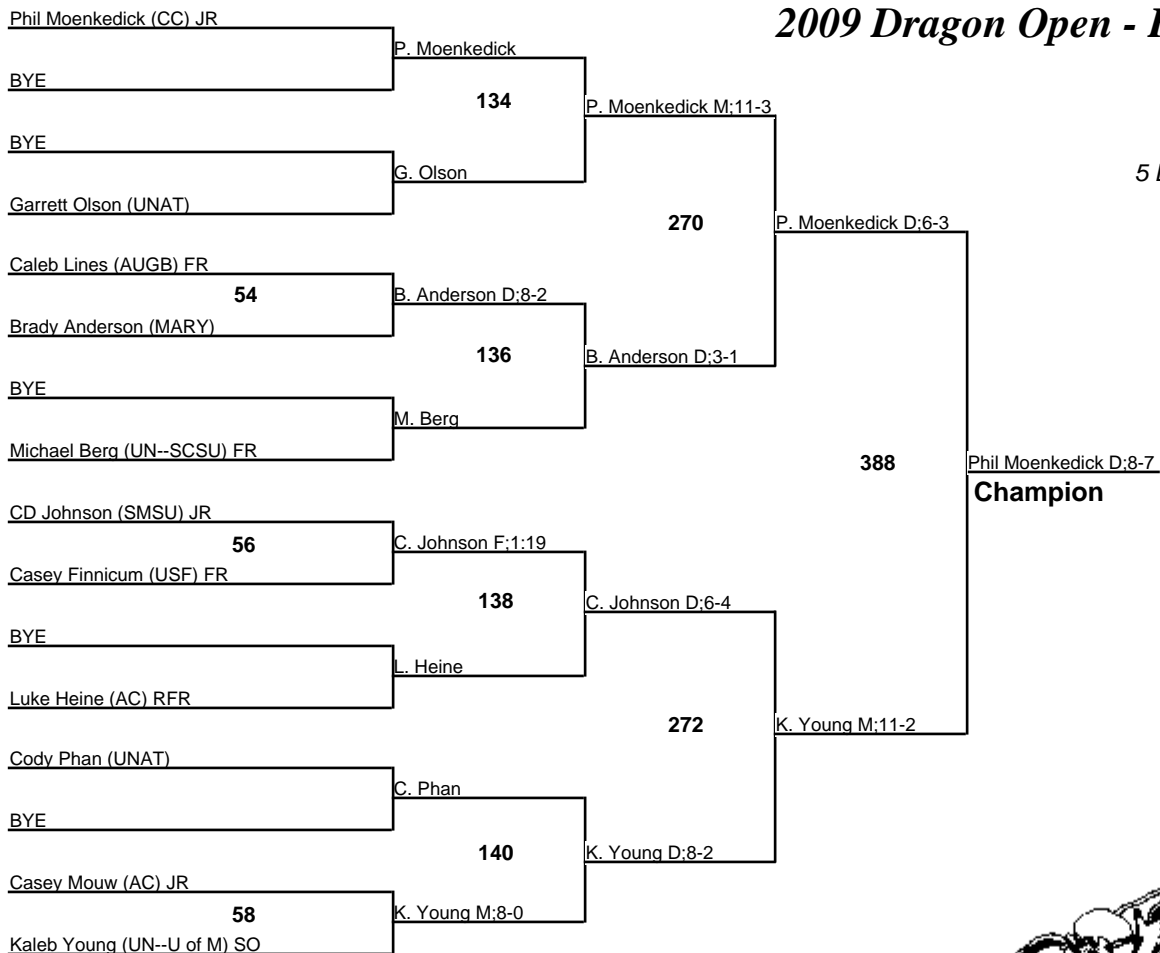 Phil Moenkedick (CC) JR
2009 Dragon Open -
P. Moenkedick
BYE
134
P. Moenkedick M;11-3
BYE
G. Olson
5
Garrett Olson (UNAT)
270
P. Moenkedick D;6-3
Caleb Lines (AUGB) FR
54
B. Anderson D;8-2
Brady Anderson (MARY)
136
B. Anderson D;3-1
BYE
M. Berg
Michael Berg (UN--SCSU) FR
388
Phil Moenkedick D;8-7
Champion
CD Johnson (SMSU) JR
56
C. Johnson F;1:19
Casey Finnicum (USF) FR
138
C. Johnson D;6-4
BYE
L. Heine
Luke Heine (AC) RFR
272
K. Young M;11-2
Cody Phan (UNAT)
C. Phan
BYE
140
K. Young D;8-2
Casey Mouw (AC) JR
58
K. Young M;8-0
Kaleb Young (UN--U of M) SO